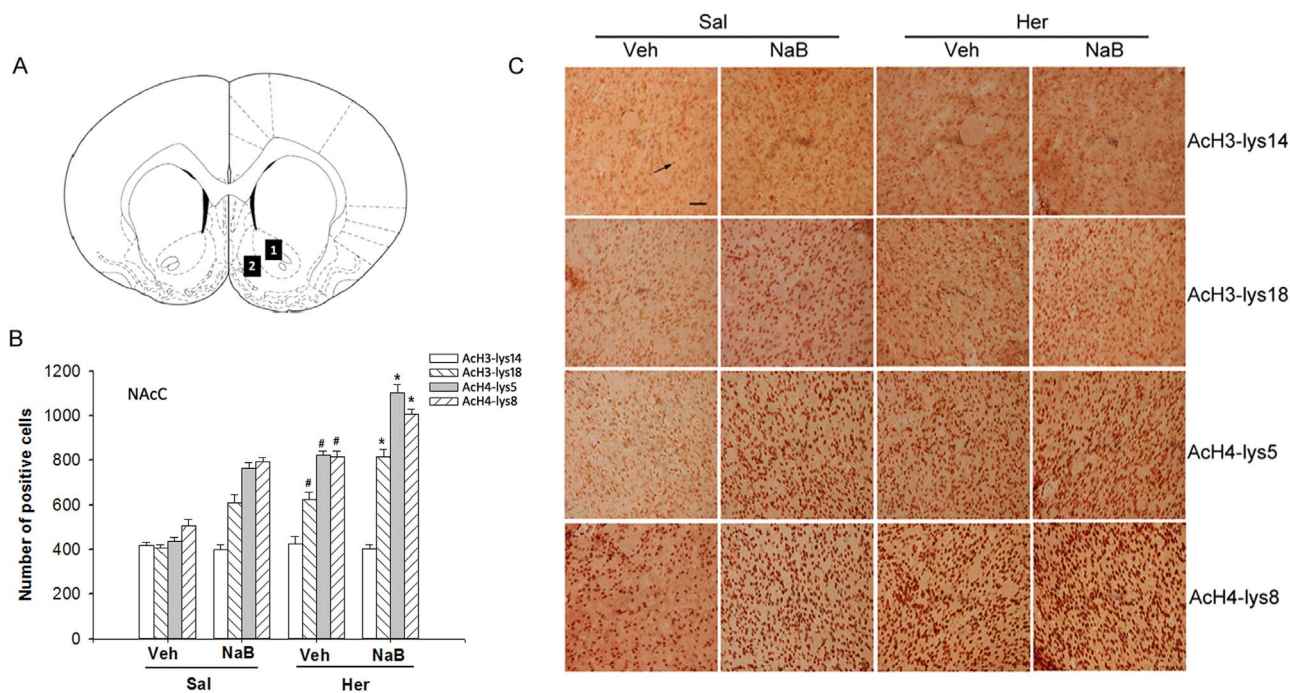 A
1
2
B
1200
1000
800
600
400
200
0
Number of positive cells
NAcC
AcH3-lys14
AcH3-lys18
AcH4-lys5
AcH4-lys8
# # # * * *
Veh NaB Veh NaB
Sal Her
C
Sal Her
Veh NaB Veh NaB
AcH3-lys14
AcH3-lys18
AcH4-lys5
AcH4-lys8